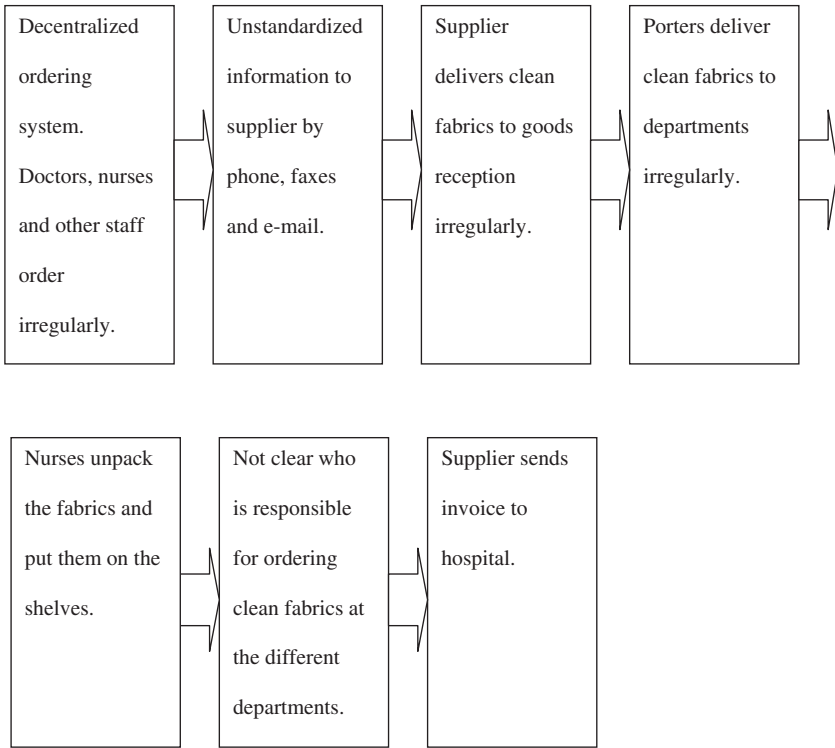 Decentralized
ordering
system.
Doctors, nurses
and other staff
order
irregularly.
Unstandardized
information to
supplier by
phone, faxes
and e-mail.
Supplier
delivers clean
fabrics to goods
reception
irregularly.
Porters deliver
clean fabrics to
departments
irregularly.
Nurses unpack
the fabrics and
put them on the
shelves.
Not clear who
is responsible
for ordering
clean fabrics at
the different
departments.
Supplier sends
invoice to
hospital.